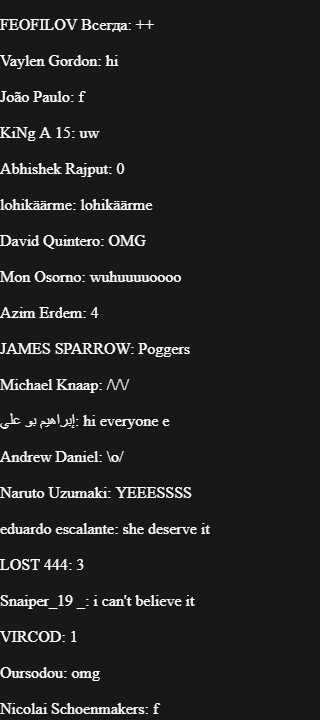 FEOFILOV Всегда: ++
Vaylen Gordon: hi
João Paulo: f
KiNg A 15: uw
Abhishek Rajput: 0
lohikäärme: lohikäärme
David Quintero: OMG
Mon Osorno: wuhuuuuoooo
Azim Erdem: 4
JAMES SPARROW: Poggers
Michael Knaap: /\/\/
إبراهيم بو علي: hi everyone e
Andrew Daniel: \o/
Naruto Uzumaki: YEEESSSS
eduardo escalante: she deserve it
LOST 444: 3
Snaiper_19 _: i can't believe it
VIRCOD: 1
Oursodou: omg
Nicolai Schoenmakers: f